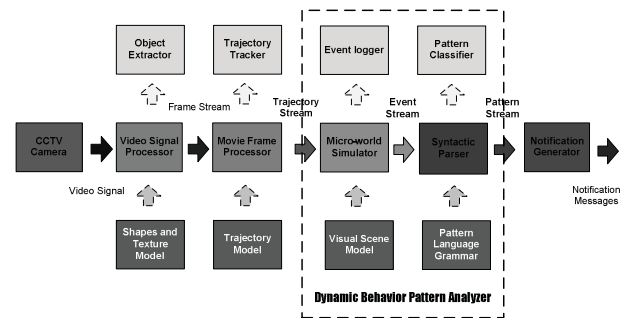 Object
Extractor
Trajectory
Tracker
Event logger
Pattern
Classifier
Frame Stream
Trajectory
Stream
Event
Stream
Pattern
Stream
CCTV
Camera
Video Signal
Processor
Movie Frame
Processor
Micro-world
Simulator
Syntactic
Parser
Notification
Generator
Video Signal
Notification
Messages
Shapes and
Texture
Model
Trajectory
Model
Visual Scene
Model
Pattern
Language
Grammar
Dynamic Behavior Pattern Analyzer